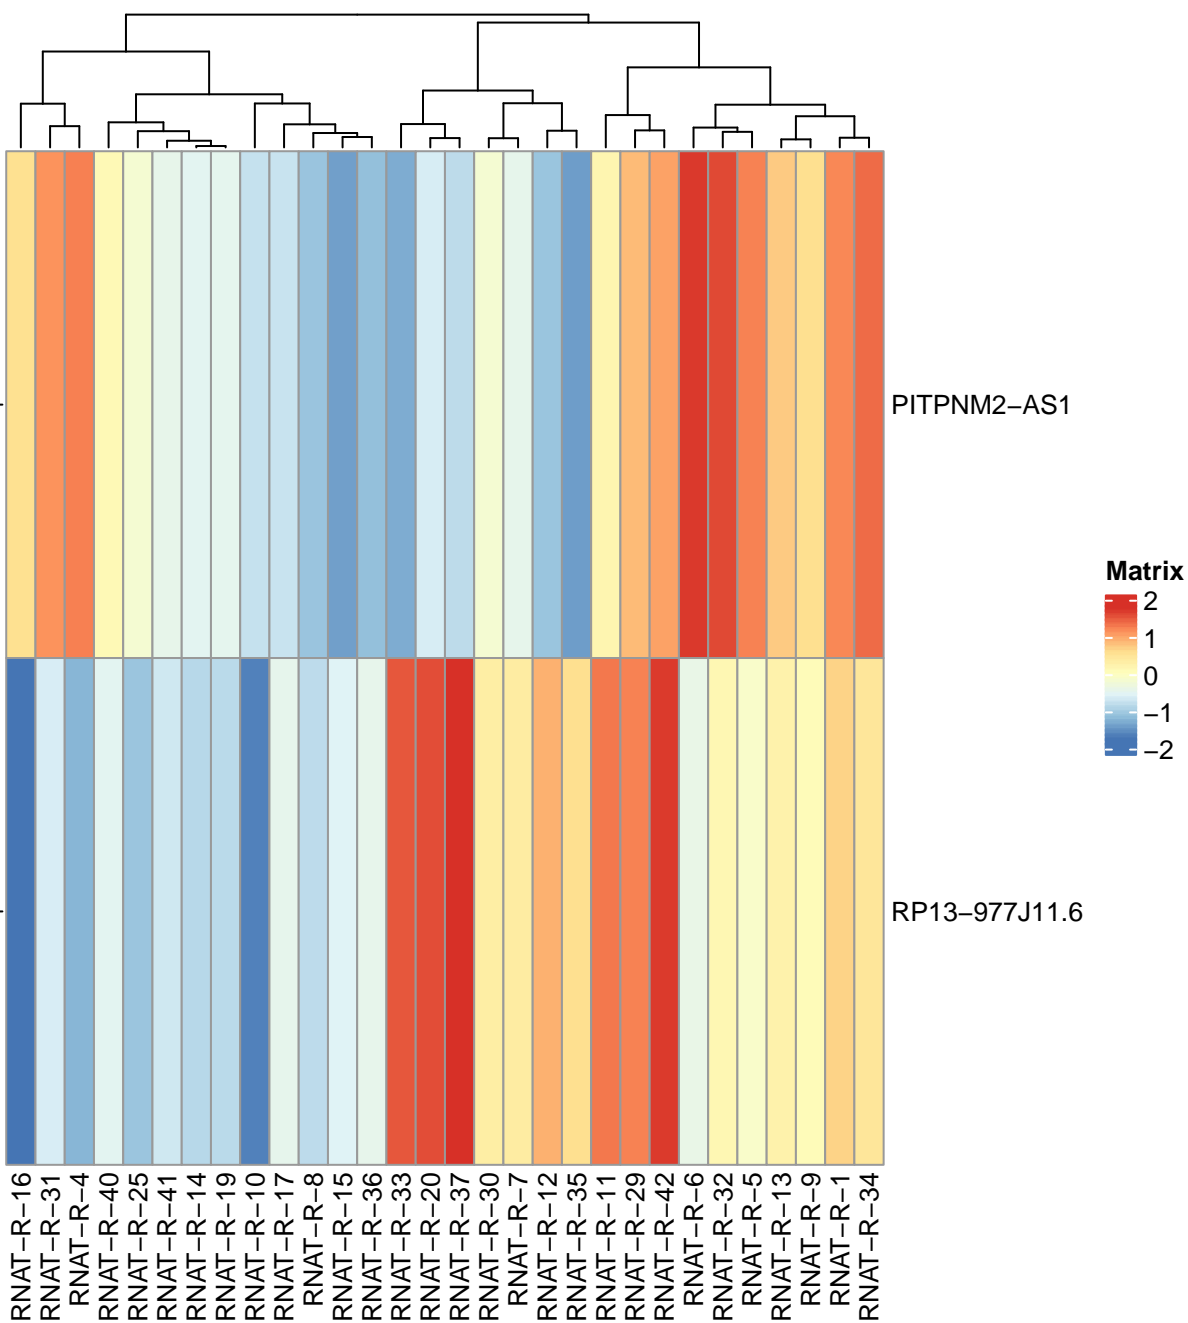 PITPNM2−AS1
RP13−977J11.6
Matrix
2
1
0
−1
−2
RNAT−R−16
RNAT−R−31
RNAT−R−4
RNAT−R−40
RNAT−R−25
RNAT−R−41
RNAT−R−14
RNAT−R−19
RNAT−R−10
RNAT−R−17
RNAT−R−8
RNAT−R−15
RNAT−R−36
RNAT−R−33
RNAT−R−20
RNAT−R−37
RNAT−R−30
RNAT−R−7
RNAT−R−12
RNAT−R−35
RNAT−R−11
RNAT−R−29
RNAT−R−42
RNAT−R−6
RNAT−R−32
RNAT−R−5
RNAT−R−13
RNAT−R−9
RNAT−R−1
RNAT−R−34